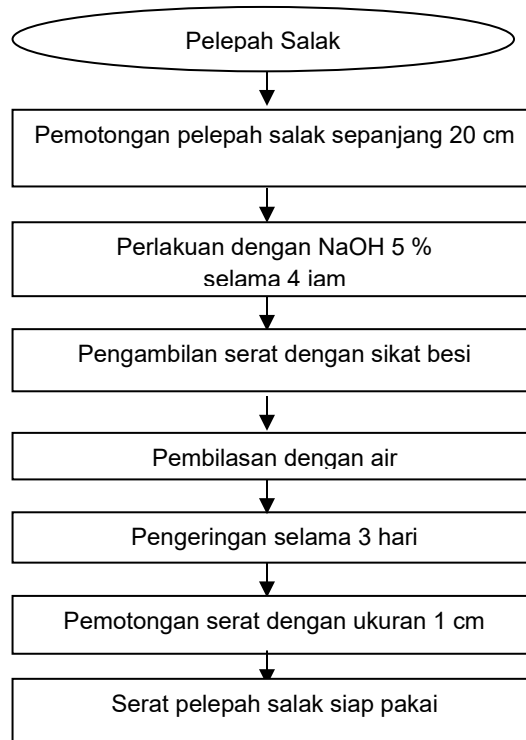 Pelepah Salak
Pemotongan pelepah salak sepanjang 20 cm
Perlakuan dengan NaOH 5 %
selama 4 jam
Pengambilan serat dengan sikat besi
Pembilasan dengan air
Pengeringan selama 3 hari
Pemotongan serat dengan ukuran 1 cm
Serat pelepah salak siap pakai